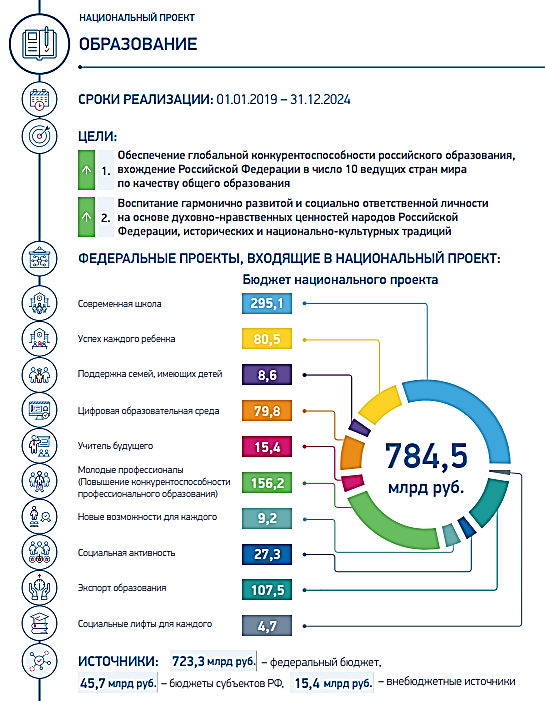 НАЦИОНАЛЬНЫЙ ПРОЕКТ
ОБРАЗОВАНИЕ
СРОКИ РЕАЛИЗАЦИИ: 01.01.2019 – 31.12.2024
ЦЕЛИ:
1. Обеспечение глобальной конкурентоспособности российского образования,
вхождение Российской Федерации в число 10 ведущих стран мира
по качеству общего образования
2. Воспитание гармонично развитой и социально ответственной личности
на основе духовно-нравственных ценностей народов Российской
Федерации, исторических и национально-культурных традиций
ФЕДЕРАЛЬНЫЕ ПРОЕКТЫ, ВХОДЯЩИЕ В НАЦИОНАЛЬНЫЙ ПРОЕКТ:
Бюджет национального проекта
Современная школа 295,1
Успех каждого ребенка 80,5
Поддержка семей, имеющих детей 8,6
Цифровая образовательная среда 79,8
Учитель будущего 15,4
Молодые профессионалы
(Повышение конкурентоспособности 156,2
профессионального образования)
Новые возможности для каждого 9,2
Социальная активность 27,3
Экспорт образования 107,5
Социальные лифты для каждого 4,7
784,5
млрд руб.
ИСТОЧНИКИ: 723,3 млрд руб. – федеральный бюджет,
45,7 млрд руб. – бюджеты субъектов РФ, 15,4 млрд руб. – внебюджетные источники